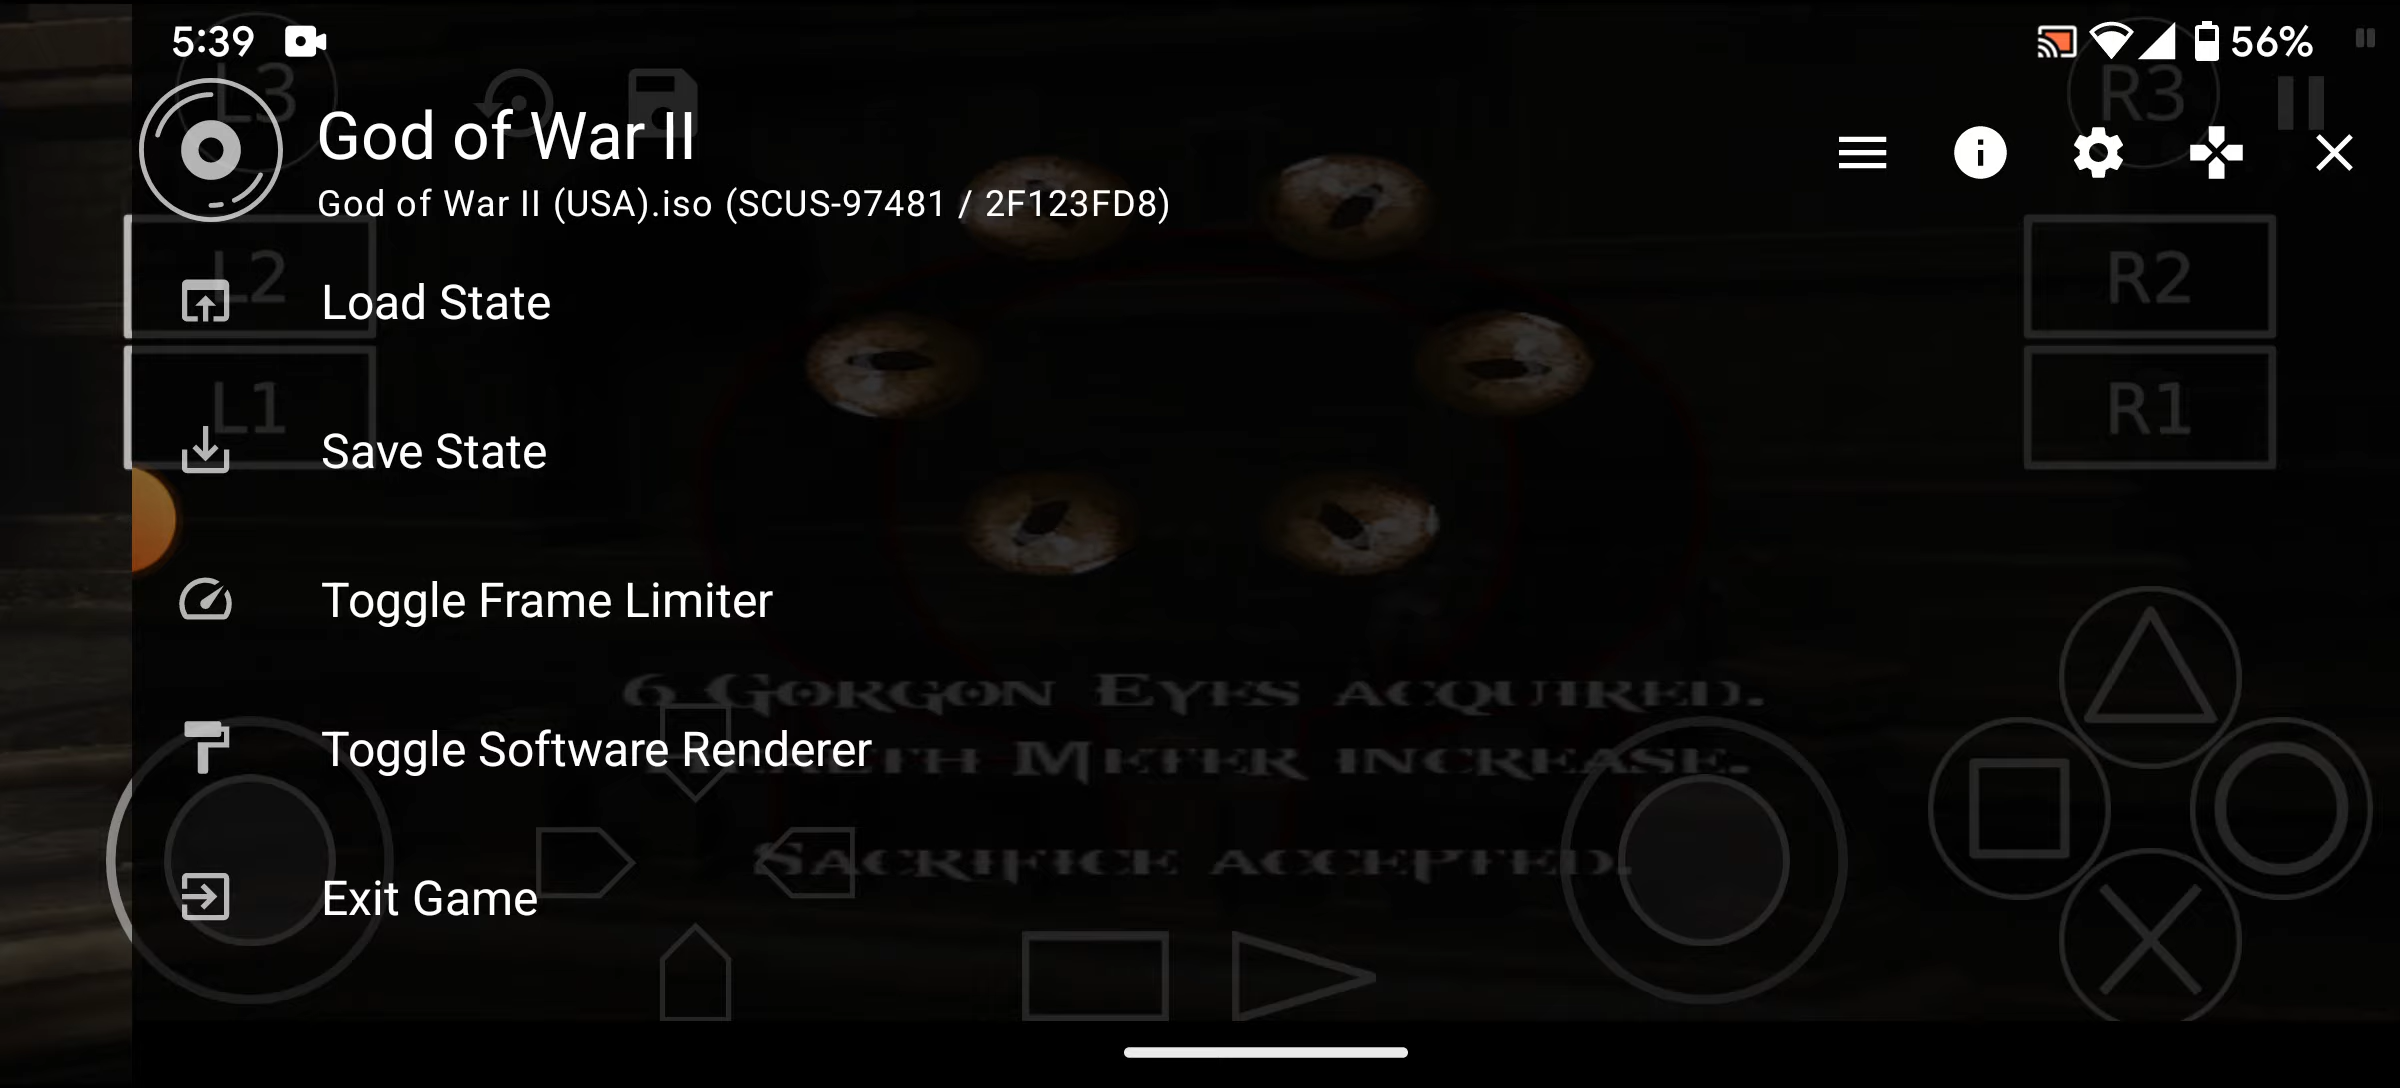 5:39 56%
L3 R3
God of War II
God of War II (USA).iso (SCUS-97481 / 2F123FD8)
L2 R2
Load State
L1 R1
Save State
Toggle Frame Limiter
6 Gorgon Eyes acquired.
Toggle Software Renderer
Meter increase.
Sacrifice accepted.
Exit Game